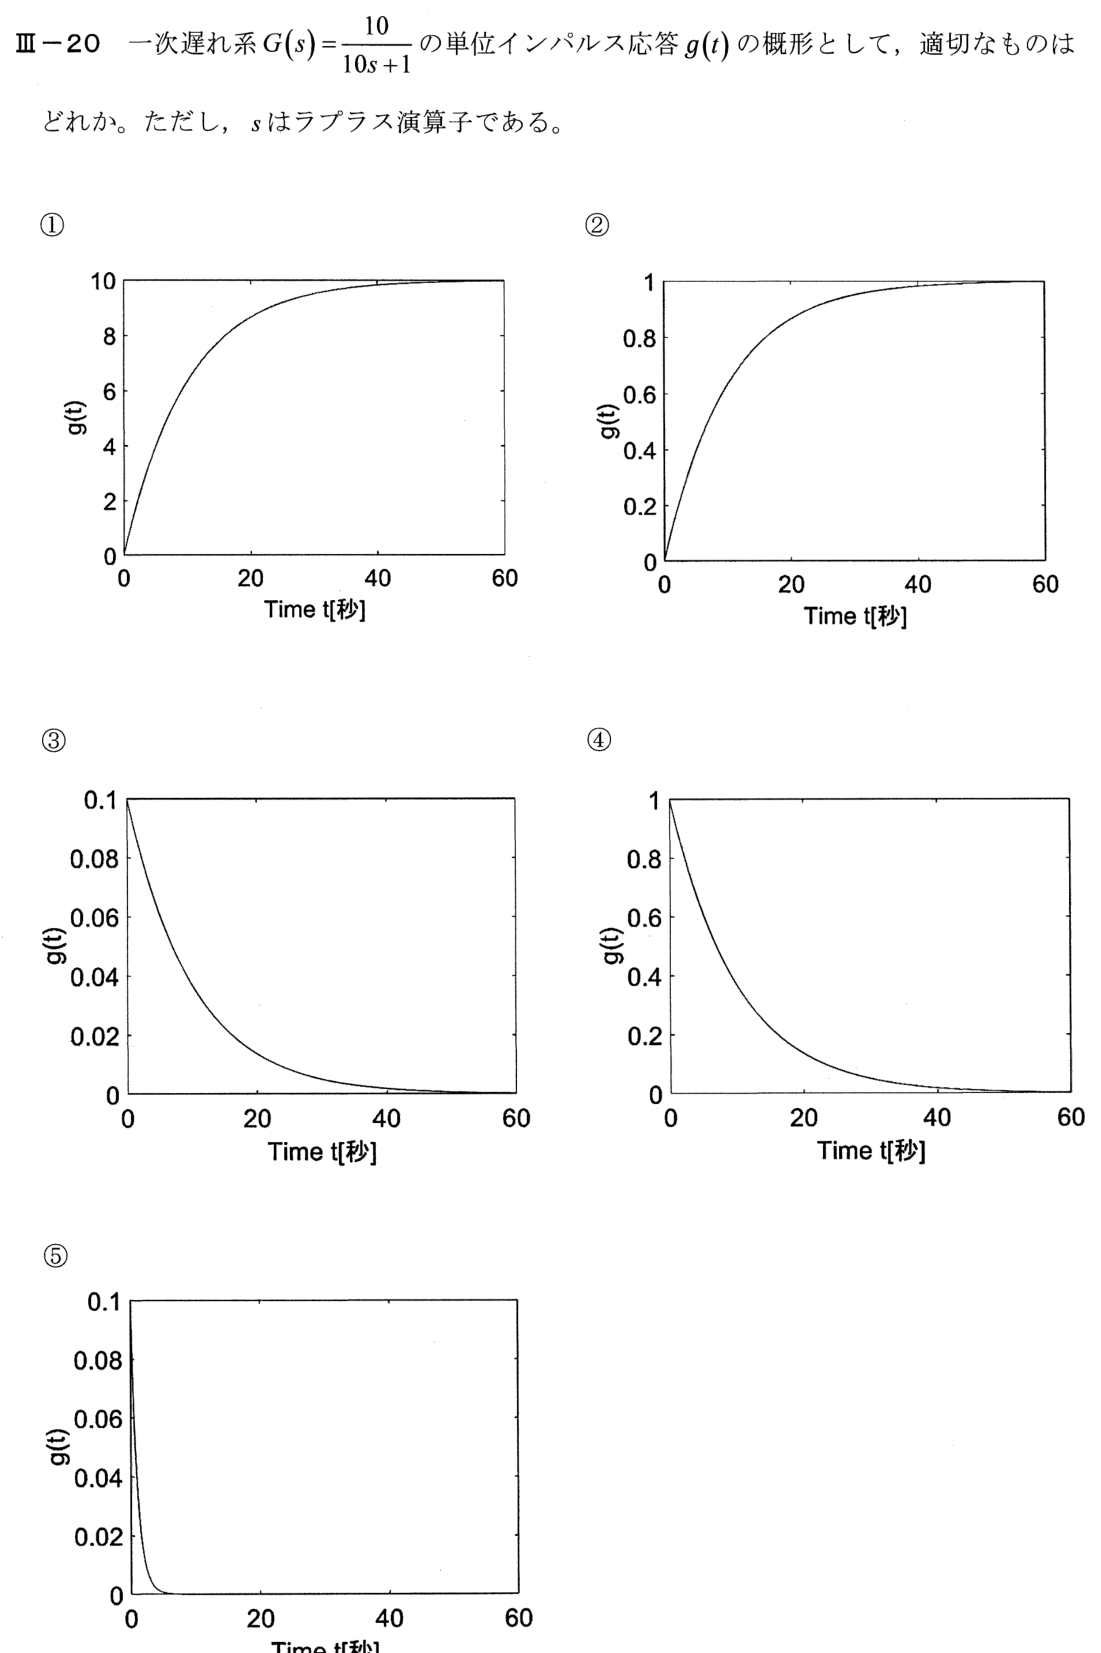 Ⅲ－20　一次遅れ系 G(s)=10/(10s+1) の単位インパルス応答 g(t) の概形として，適切なものは
どれか。ただし， s はラプラス演算子である。
① ②
10
8
6
4
2
0
g(t)
0 20 40 60
Time t[秒]
1
0.8
0.6
0.4
0.2
0
g(t)
0 20 40 60
Time t[秒]
③ ④
0.1
0.08
0.06
0.04
0.02
0
g(t)
0 20 40 60
Time t[秒]
1
0.8
0.6
0.4
0.2
0
g(t)
0 20 40 60
Time t[秒]
⑤
0.1
0.08
0.06
0.04
0.02
0
g(t)
0 20 40 60
Time t[秒]